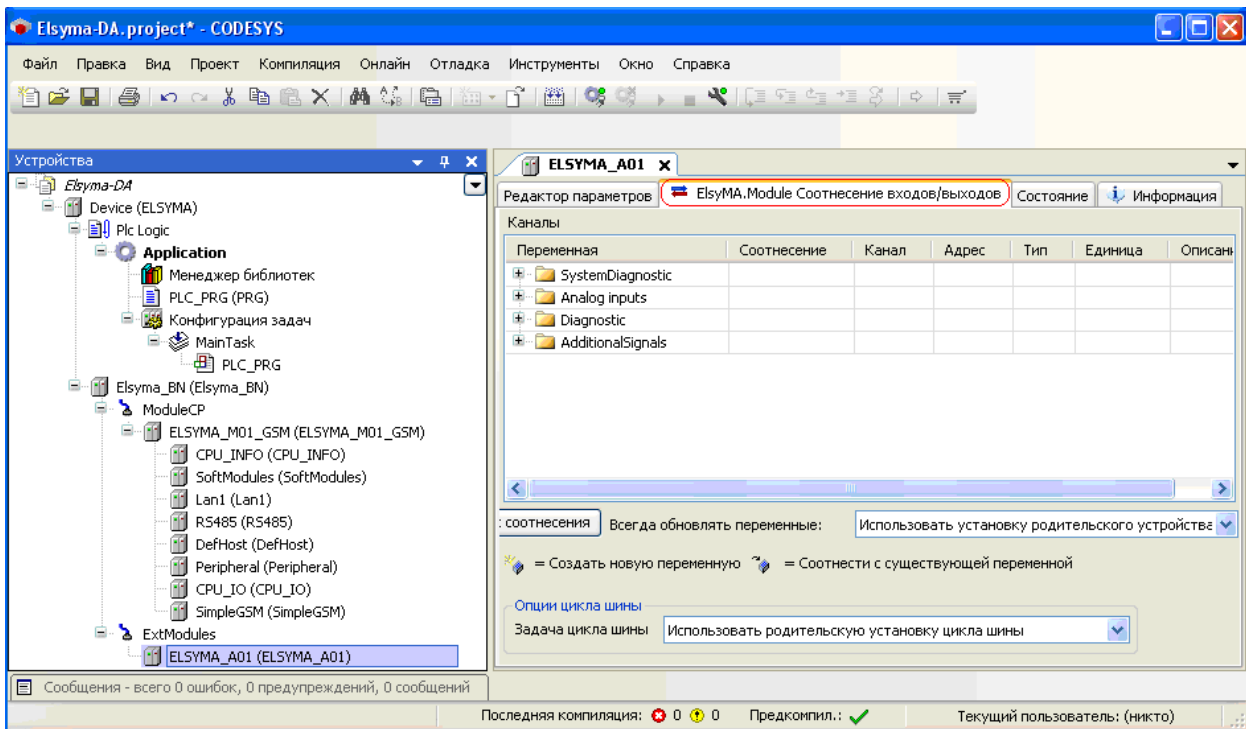 Elsyma-DA.project* - CODESYS
Файл Правка Вид Проект Компиляция Онлайн Отладка Инструменты Окно Справка
Устройства
Elsyma-DA
Device (ELSYMA)
Plc Logic
Application
Менеджер библиотек
PLC_PRG (PRG)
Конфигурация задач
MainTask
PLC_PRG
Elsyma_BN (Elsyma_BN)
ModuleCP
ELSYMA_M01_GSM (ELSYMA_M01_GSM)
CPU_INFO (CPU_INFO)
SoftModules (SoftModules)
Lan1 (Lan1)
RS485 (RS485)
DefHost (DefHost)
Peripheral (Peripheral)
CPU_IO (CPU_IO)
SimpleGSM (SimpleGSM)
ExtModules
ELSYMA_A01 (ELSYMA_A01)
ELSYMA_A01
Редактор параметров ElsyMA.Module Соотнесение входов/выходов Состояние Информация
Каналы
Переменная Соотнесение Канал Адрес Тип Единица Описани
SystemDiagnostic
Analog inputs
Diagnostic
AdditionalSignals
: соотнесения Всегда обновлять переменные: Использовать установку родительского устройства
= Создать новую переменную = Соотнести с существующей переменной
Опции цикла шины
Задача цикла шины Использовать родительскую установку цикла шины
Сообщения - всего 0 ошибок, 0 предупреждений, 0 сообщений
Последняя компиляция: 0 0 Предкомпил.: Текущий пользователь: (никто)